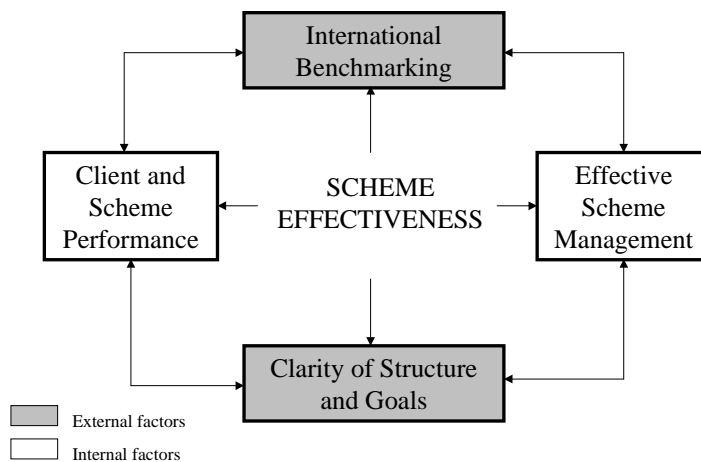 International
Benchmarking
Client and
Scheme
Performance
SCHEME
EFFECTIVENESS
Effective
Scheme
Management
Clarity of Structure
and Goals
External factors
Internal factors